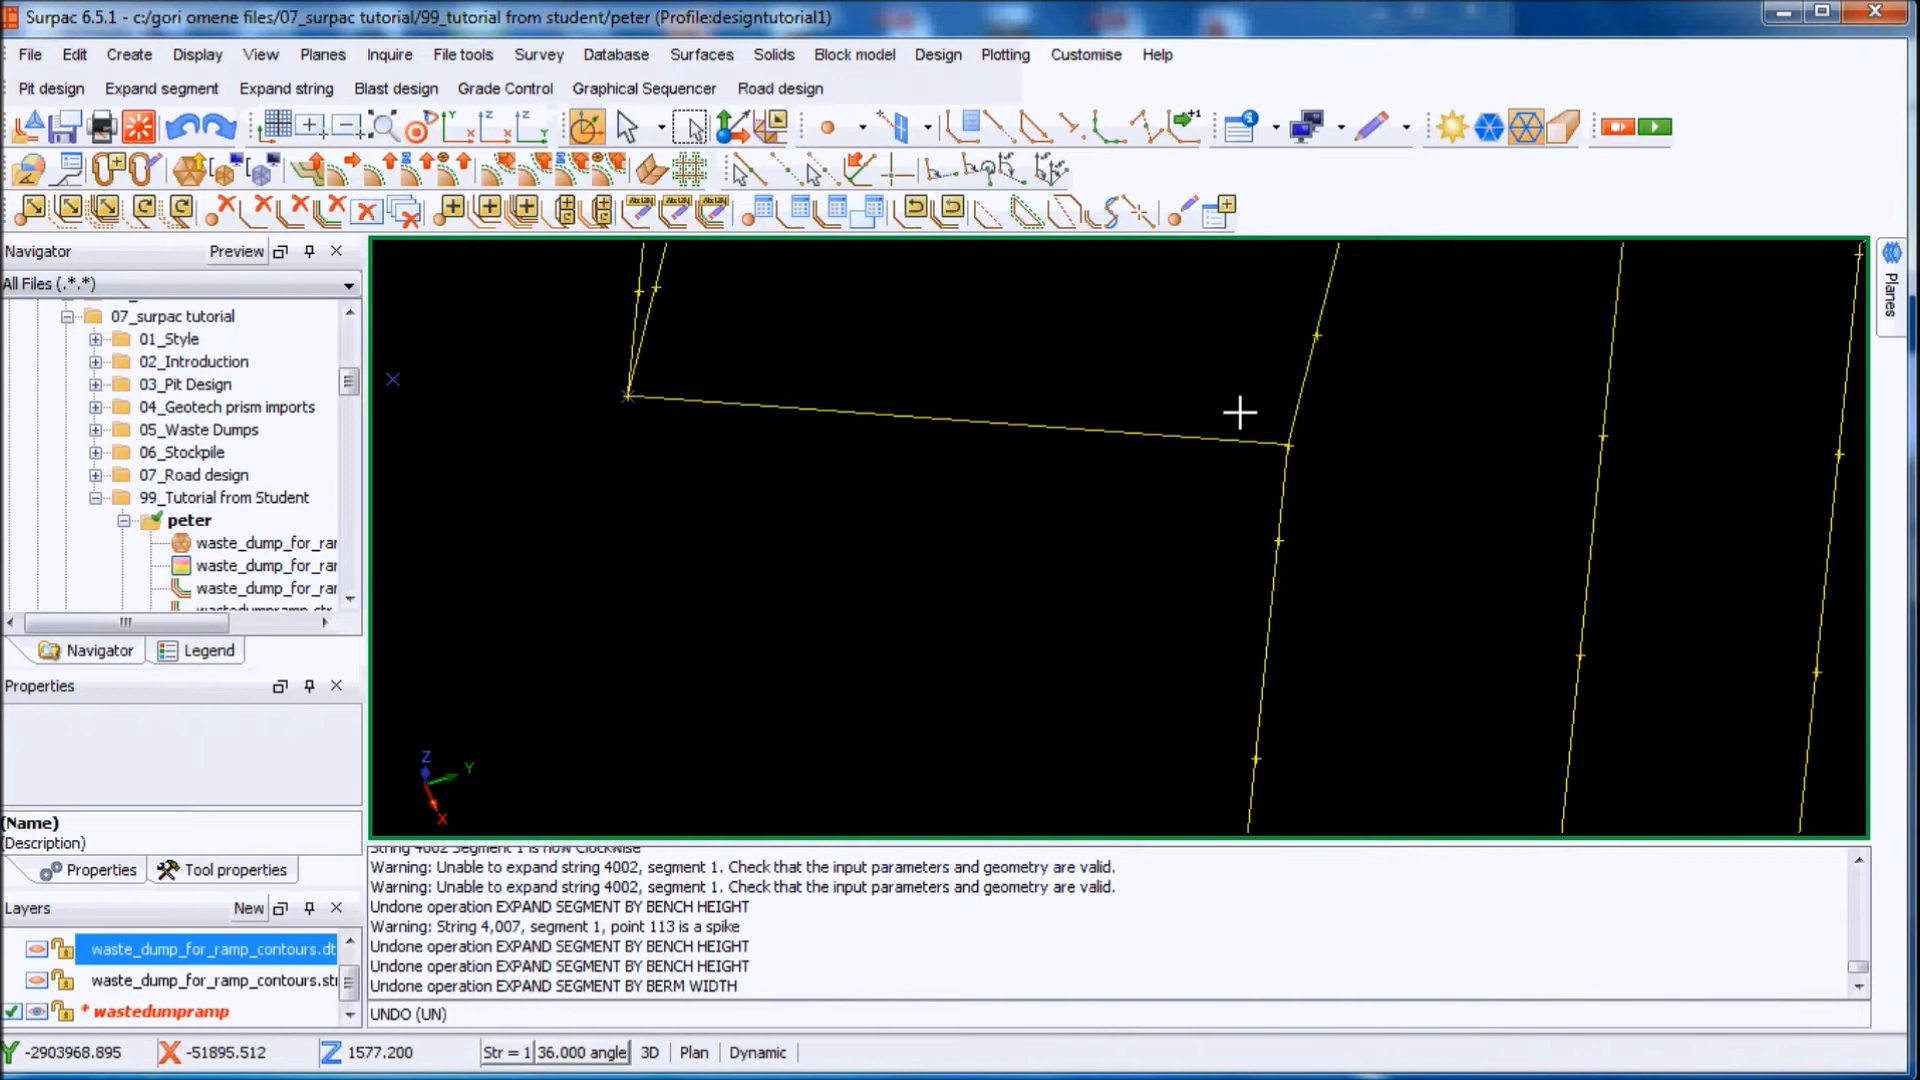 Surpac 6.5.1 - c:/gori omene files/07_surpac tutorial/99_tutorial from student/peter (Profile:designtutorial1)
File Edit Create Display View Planes Inquire File tools Survey Database Surfaces Solids Block model Design Plotting Customise Help
Pit design Expand segment Expand string Blast design Grade Control Graphical Sequencer Road design
Navigator Preview
All Files (.*.*)
07_surpac tutorial
01_Style
02_Introduction
03_Pit Design
04_Geotech prism imports
05_Waste Dumps
06_Stockpile
07_Road design
99_Tutorial from Student
peter
waste_dump_for_rar
waste_dump_for_rar
waste_dump_for_rar
wastedumpramp.str
Navigator Legend
Properties
(Name)
(Description)
Properties Tool properties
Layers New
waste_dump_for_ramp_contours.dt
waste_dump_for_ramp_contours.str
* wastedumpramp
Planes
Z
Y
X
String 4002 Segment 1 is now Clockwise
Warning: Unable to expand string 4002, segment 1. Check that the input parameters and geometry are valid.
Warning: Unable to expand string 4002, segment 1. Check that the input parameters and geometry are valid.
Undone operation EXPAND SEGMENT BY BENCH HEIGHT
Warning: String 4,007, segment 1, point 113 is a spike
Undone operation EXPAND SEGMENT BY BENCH HEIGHT
Undone operation EXPAND SEGMENT BY BENCH HEIGHT
Undone operation EXPAND SEGMENT BY BERM WIDTH
UNDO (UN)
Y -2903968.895 X -51895.512 Z 1577.200 Str = 1 36.000 angle 3D Plan Dynamic